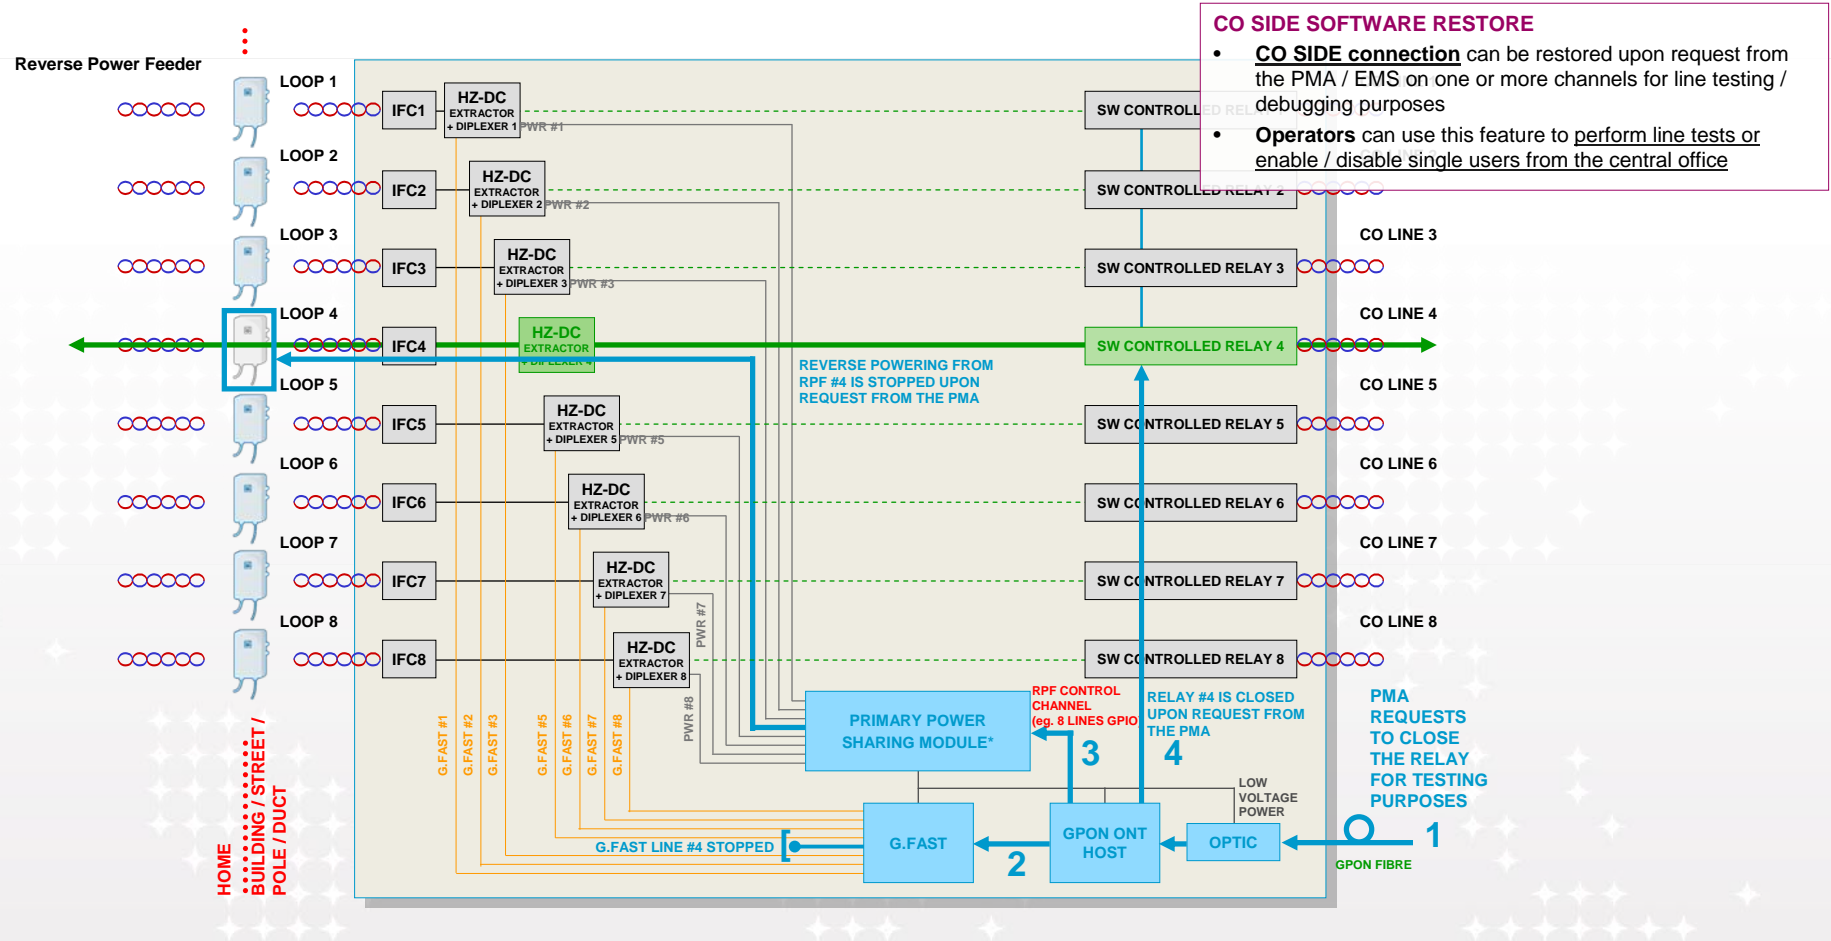 CO SIDE SOFTWARE RESTORE
• CO SIDE connection can be restored upon request from
the PMA / EMS on one or more channels for line testing /
debugging purposes
• Operators can use this feature to perform line tests or
enable / disable single users from the central office
Reverse Power Feeder
LOOP 1
IFC1
HZ-DC
EXTRACTOR
+ DIPLEXER 1
PWR #1
SW CONTROLLED RELAY 1
LOOP 2
IFC2
HZ-DC
EXTRACTOR
+ DIPLEXER 2
PWR #2
SW CONTROLLED RELAY 2
LOOP 3
IFC3
HZ-DC
EXTRACTOR
+ DIPLEXER 3
PWR #3
SW CONTROLLED RELAY 3
CO LINE 3
LOOP 4
IFC4
HZ-DC
EXTRACTOR
+ DIPLEXER 4
SW CONTROLLED RELAY 4
CO LINE 4
REVERSE POWERING FROM
RPF #4 IS STOPPED UPON
REQUEST FROM THE PMA
LOOP 5
IFC5
HZ-DC
EXTRACTOR
+ DIPLEXER 5
PWR #5
SW CONTROLLED RELAY 5
CO LINE 5
LOOP 6
IFC6
HZ-DC
EXTRACTOR
+ DIPLEXER 6
PWR #6
SW CONTROLLED RELAY 6
CO LINE 6
LOOP 7
IFC7
HZ-DC
EXTRACTOR
+ DIPLEXER 7
PWR #7
SW CONTROLLED RELAY 7
CO LINE 7
LOOP 8
IFC8
HZ-DC
EXTRACTOR
+ DIPLEXER 8
PWR #8
SW CONTROLLED RELAY 8
CO LINE 8
G.FAST #1
G.FAST #2
G.FAST #3
G.FAST #5
G.FAST #6
G.FAST #7
G.FAST #8
PRIMARY POWER
SHARING MODULE*
RPF CONTROL
CHANNEL
(eg. 8 LINES GPIO
3
RELAY #4 IS CLOSED
UPON REQUEST FROM
THE PMA
4
PMA
REQUESTS
TO CLOSE
THE RELAY
FOR TESTING
PURPOSES
1
LOW
VOLTAGE
POWER
G.FAST LINE #4 STOPPED
G.FAST
2
GPON ONT
HOST
OPTIC
GPON FIBRE
HOME
BUILDING / STREET /
POLE / DUCT